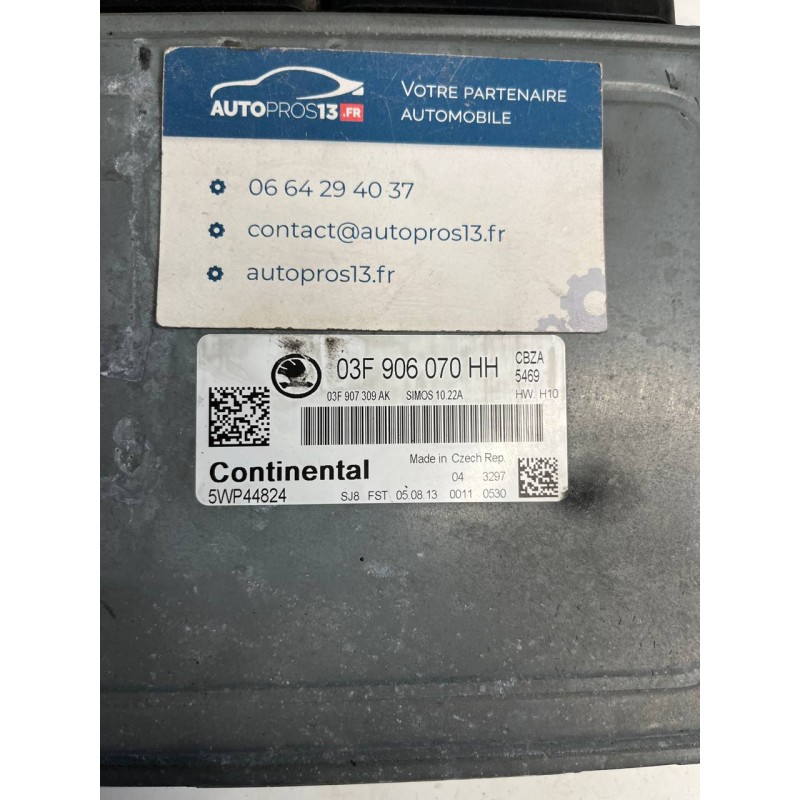 AUTOPROS13.FR
VOTRE PARTENAIRE
AUTOMOBILE
06 64 29 40 37
contact@autopros13.fr
autopros13.fr
03F 906 070 HH
CBZA
5469
03F 907 309 AK SIMOS 10.22A HW: H10
Continental
5WP44824
Made in Czech Rep.
04 3297
SJ8 FST 05.08.13 0011 0530